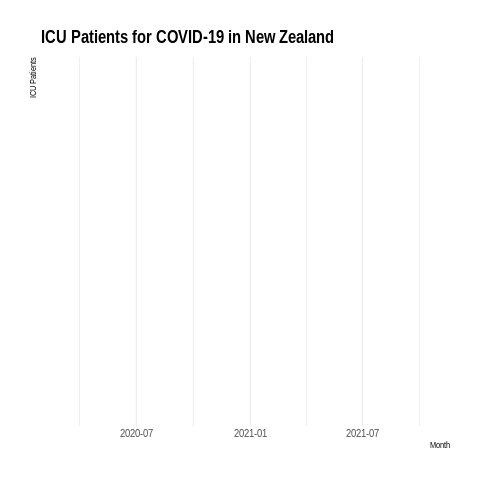 ICU Patients for COVID-19 in New Zealand
ICU Patients
2020-07
2021-01
2021-07
Month